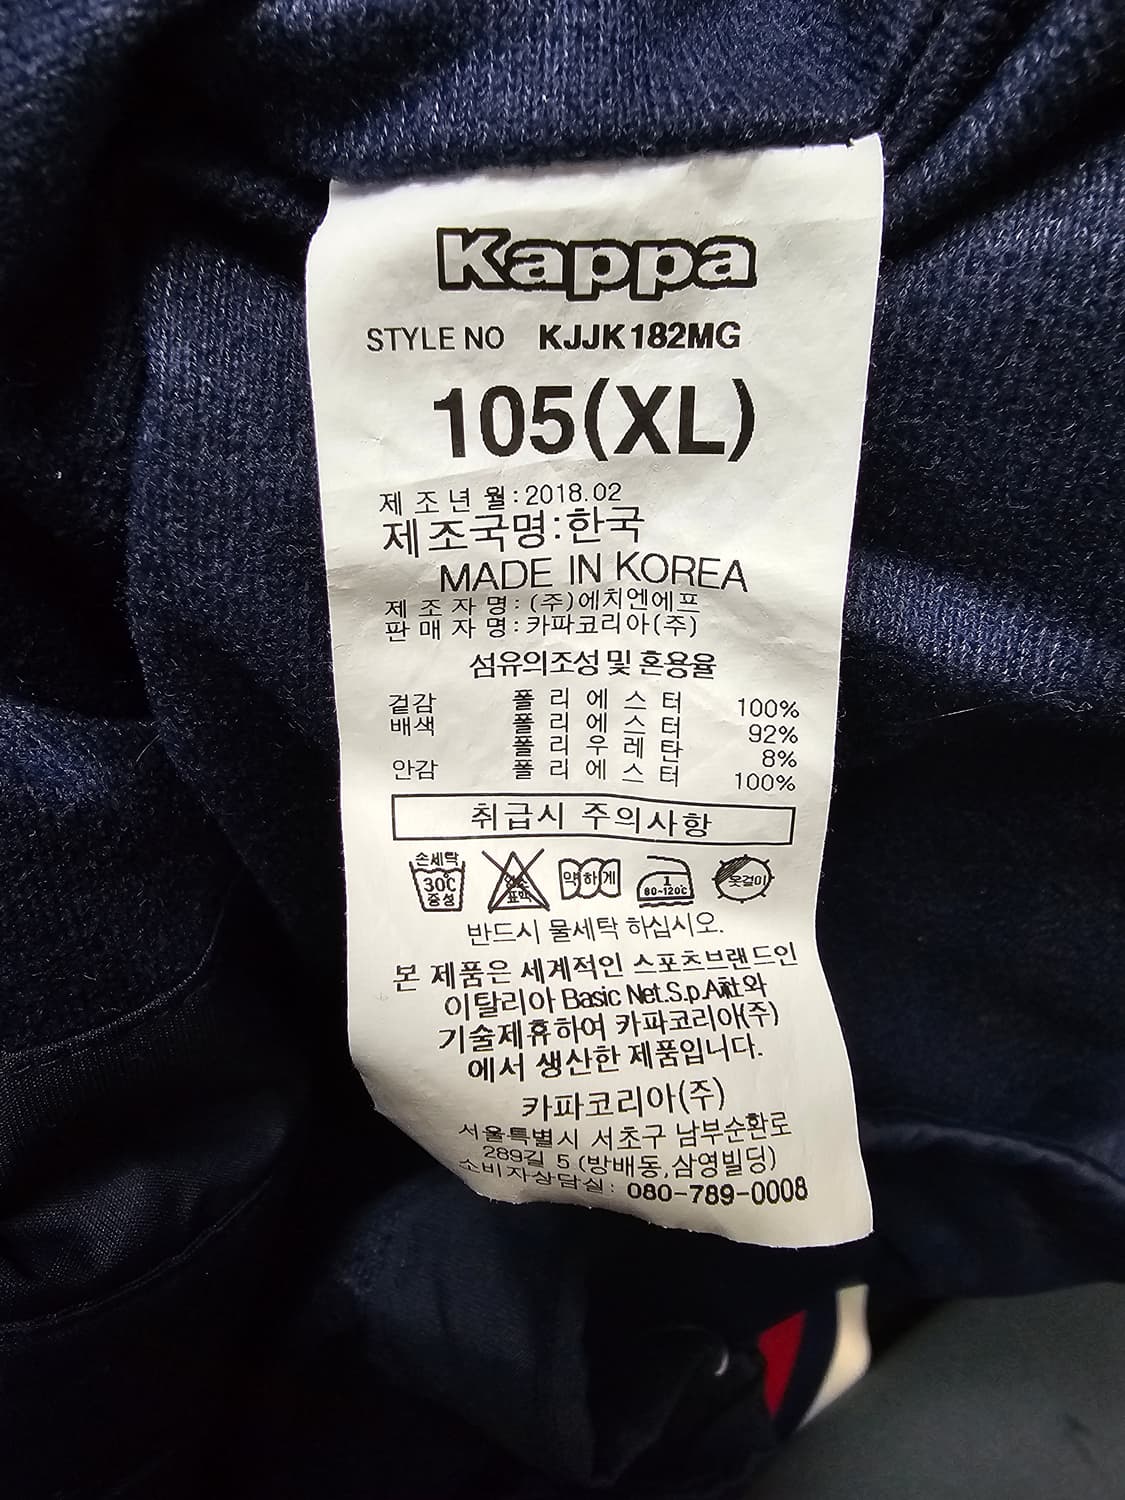 Kappa
STYLE NO KJJK182MG
105(XL)
제 조 년 월 : 2018.02
제조국명:한국
MADE IN KOREA
제 조 자 명 : (주)에치엔에프
판 매 자 명 : 카파코리아(주)
섬유의조성 및 혼용율
겉감 폴 리 에 스 터 100%
배색 폴 리 에 스 터 92%
폴 리 우 레 탄 8%
안감 폴 리 에 스 터 100%
취급시 주의사항
손세탁 30℃ 중성
염소 표백
약하게
1 80~120℃
옷걸이
반드시 물세탁 하십시오.
본 제품은 세계적인 스포츠브랜드인
이탈리아 Basic Net.S.p.A社와
기술제휴하여 카파코리아(주)
에서 생산한 제품입니다.
카파코리아(주)
서울특별시 서초구 남부순환로
289길 5 (방배동,삼영빌딩)
소비자상담실: 080-789-0008